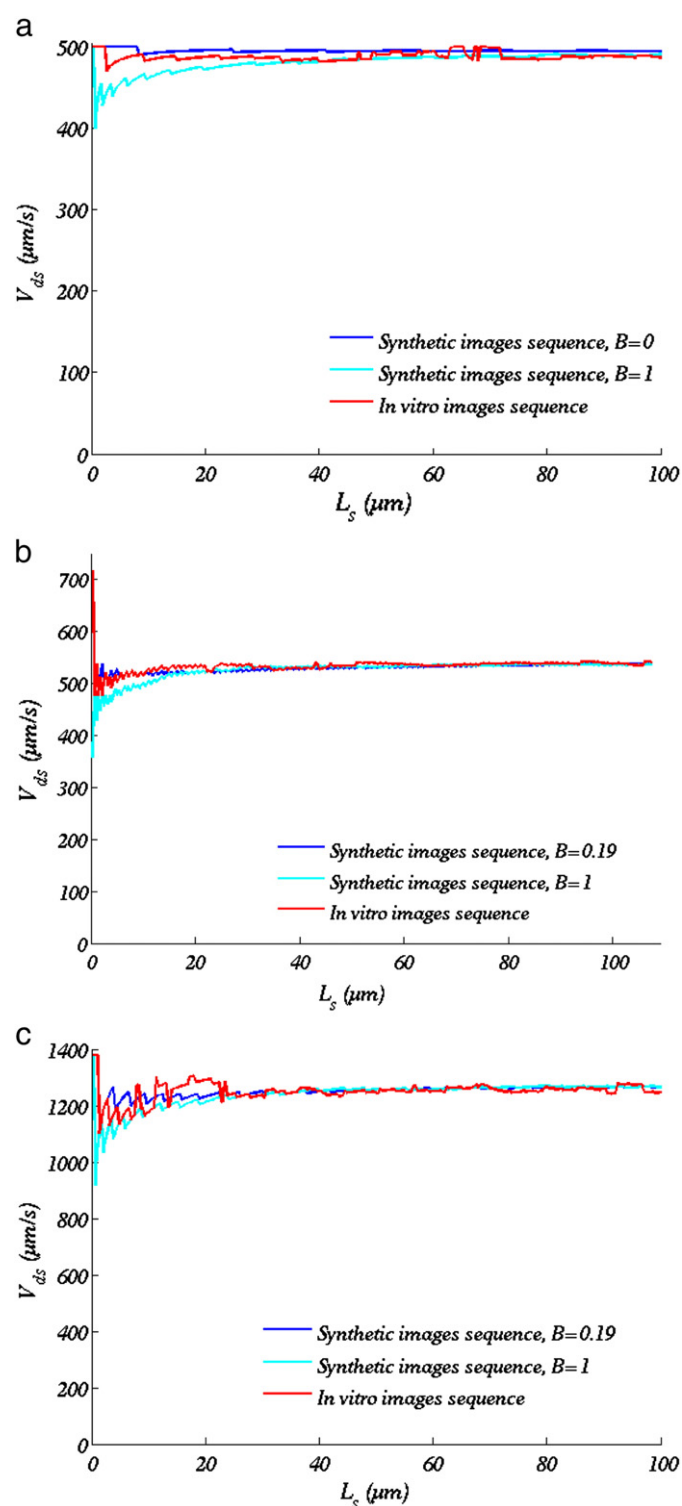 a
500
400
300
200
100
0
V_ds (μm/s)
Synthetic images sequence, B=0
Synthetic images sequence, B=1
In vitro images sequence
0 20 40 60 80 100
L_s (μm)
b
700
600
500
400
300
200
100
0
V_ds (μm/s)
Synthetic images sequence, B=0.19
Synthetic images sequence, B=1
In vitro images sequence
0 20 40 60 80 100
L_s (μm)
c
1400
1200
1000
800
600
400
200
0
V_ds (μm/s)
Synthetic images sequence, B=0.19
Synthetic images sequence, B=1
In vitro images sequence
0 20 40 60 80 100
L_s (μm)